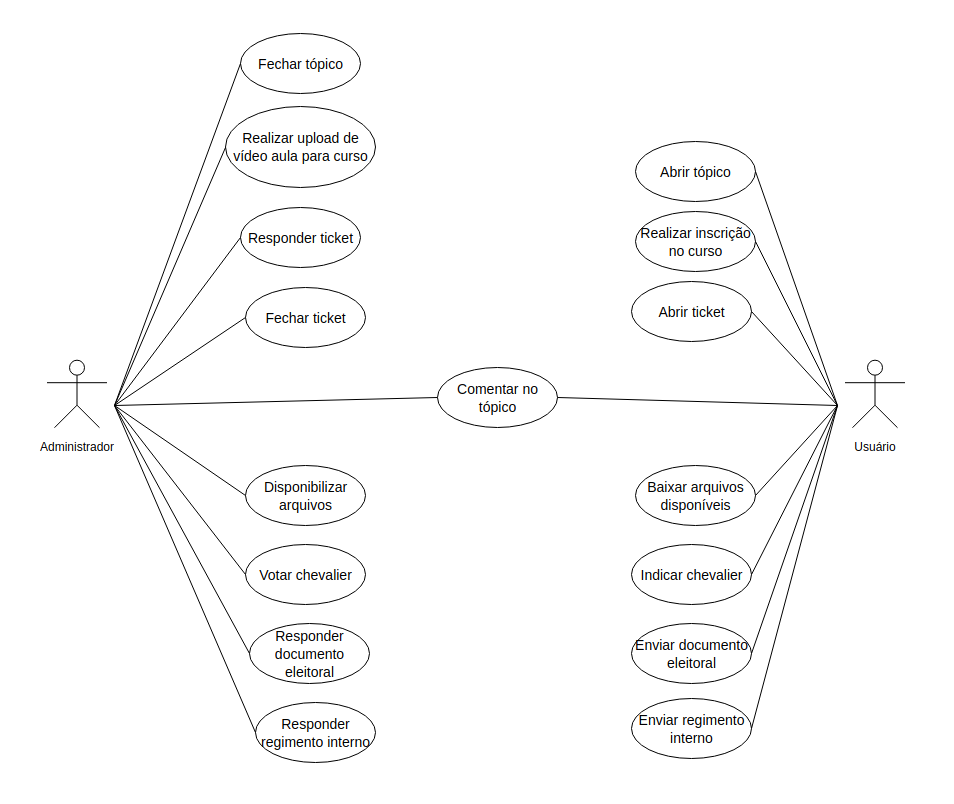 Fechar tópico
Realizar upload de
vídeo aula para curso
Responder ticket
Fechar ticket
Administrador
Comentar no
tópico
Disponibilizar
arquivos
Votar chevalier
Responder
documento
eleitoral
Responder
regimento interno
Abrir tópico
Realizar inscrição
no curso
Abrir ticket
Usuário
Baixar arquivos
disponíveis
Indicar chevalier
Enviar documento
eleitoral
Enviar regimento
interno